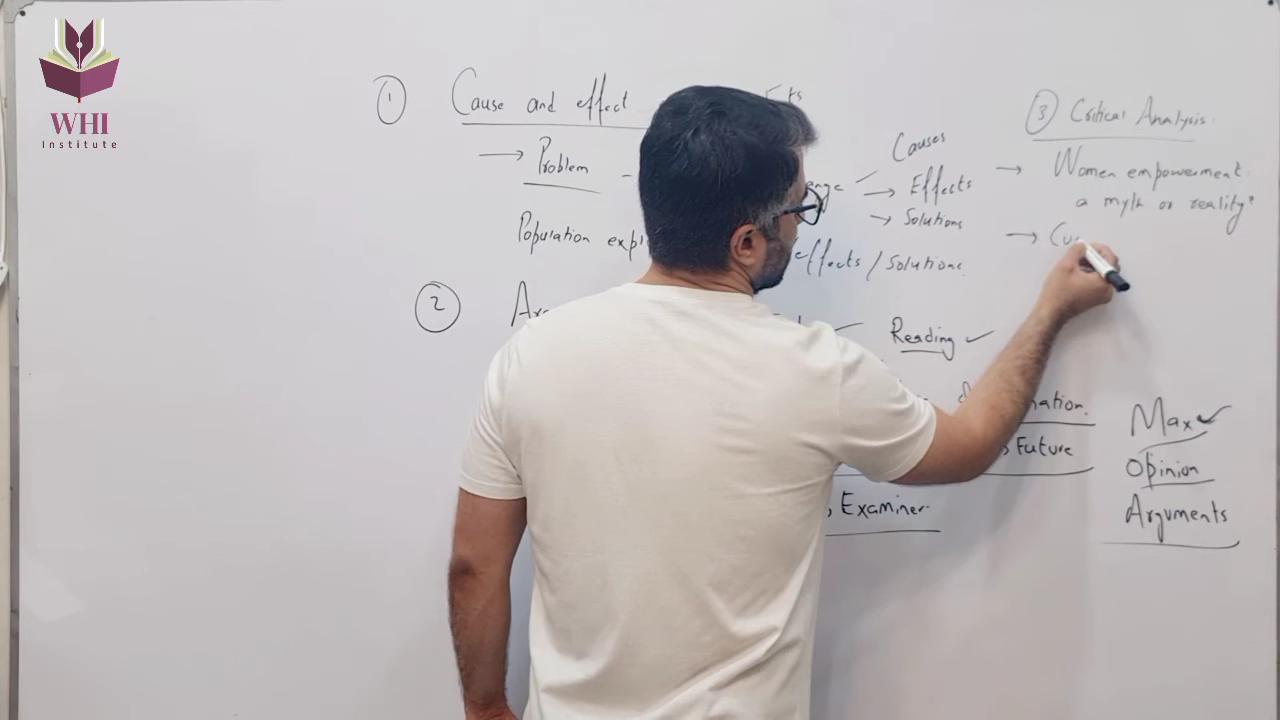 WHI
Institute
1 Cause and effect
→ Problem -
Population expl
Causes
→ Effects
→ Solutions
effects / Solutions
2
Reading ✓
Future
Examiner.
3 Critical Analysis:
→ Women empowerment:
a myth or reality?
→ Cu
Max ✓
Opinion
Arguments